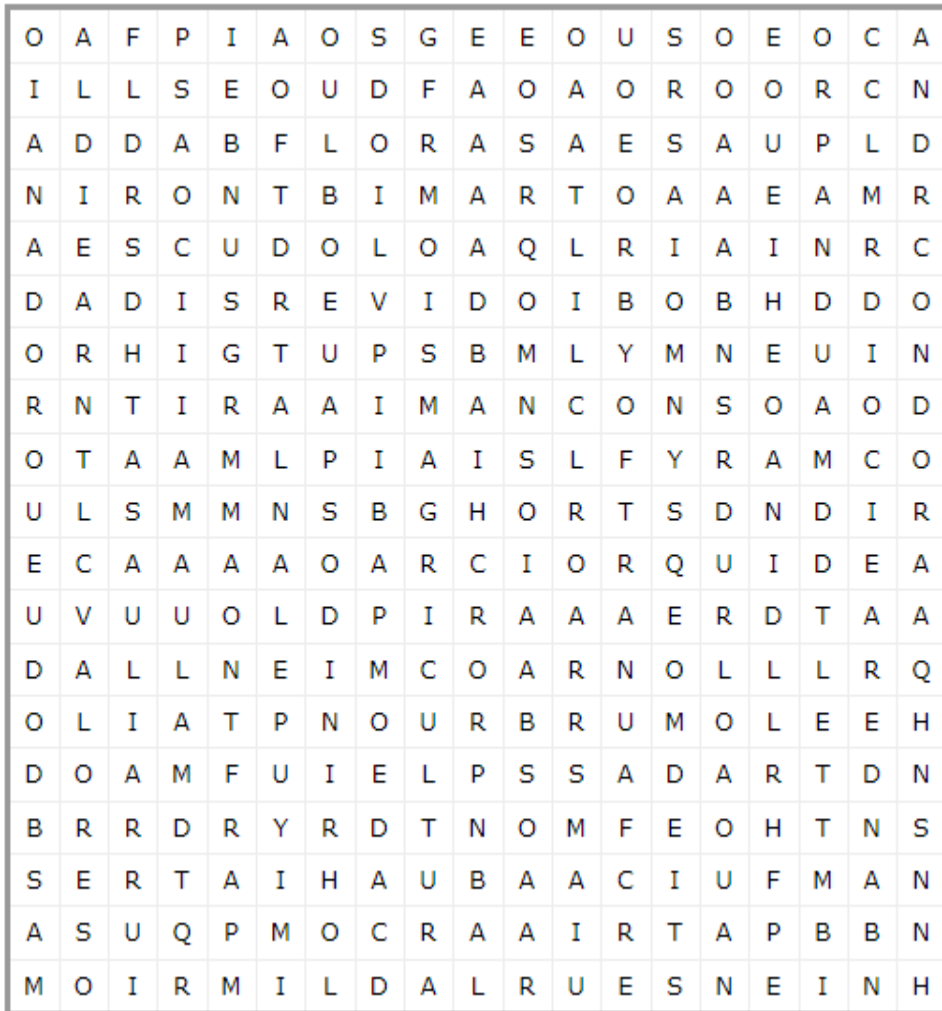 O A F P I A O S G E E O U S O E O C A
I L L S E O U D F A O A O R O O R C N
A D D A B F L O R A S A E S A U P L D
N I R O N T B I M A R T O A A E A M R
A E S C U D O L O A Q L R I A I N R C
D A D I S R E V I D O I B O B H D D O
O R H I G T U P S B M L Y M N E U I N
R N T I R A A I M A N C O N S O A O D
O T A A M L P I A I S L F Y R A M C O
U L S M M N S B G H O R T S D N D I R
E C A A A A O A R C I O R Q U I D E A
U V U U O L D P I R A A A E R D T A A
D A L L N E I M C O A R N O L L L R Q
O L I A T P N O U R B R U M O L E E H
D O A M F U I E L P S S A D A R T D N
B R R D R Y R D T N O M F E O H T N S
S E R T A I H A U B A A C I U F M A N
A S U Q P M O C R A A I R T A P B B N
M O I R M I L D A L R U E S N E I N H